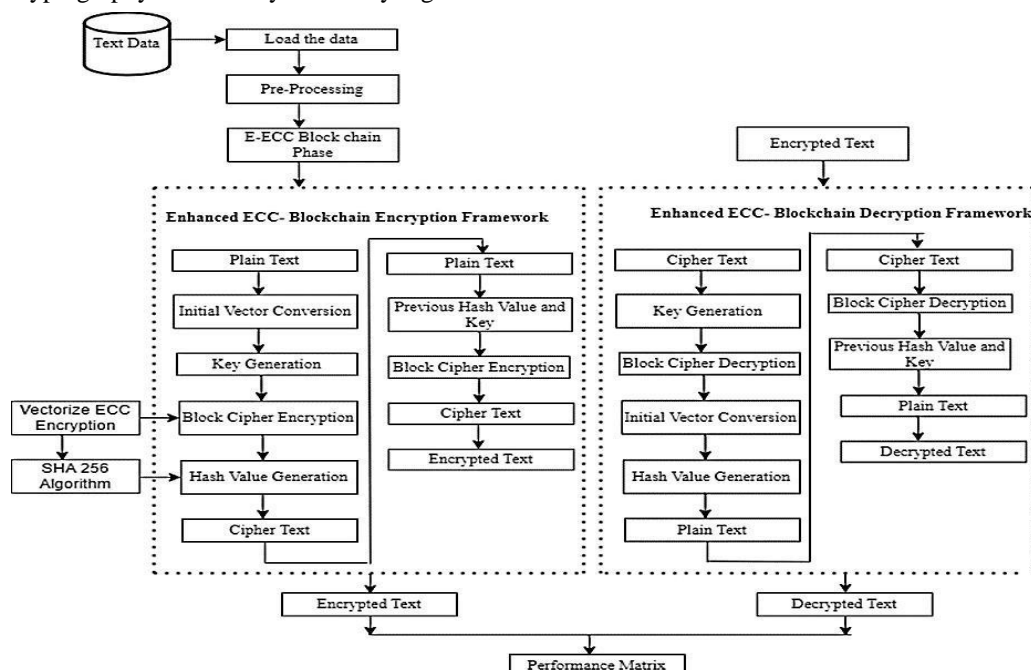 Text Data
Load the data
Pre-Processing
E-ECC Block chain
Phase
Enhanced ECC- Blockchain Encryption Framework
Plain Text
Initial Vector Conversion
Key Generation
Block Cipher Encryption
Hash Value Generation
Cipher Text
Vectorize ECC
Encryption
SHA 256
Algorithm
Plain Text
Previous Hash Value and
Key
Block Cipher Encryption
Cipher Text
Encrypted Text
Encrypted Text
Encrypted Text
Enhanced ECC- Blockchain Decryption Framework
Cipher Text
Key Generation
Block Cipher Decryption
Initial Vector Conversion
Hash Value Generation
Plain Text
Cipher Text
Block Cipher Decryption
Previous Hash Value and
Key
Plain Text
Decrypted Text
Decrypted Text
Performance Matrix